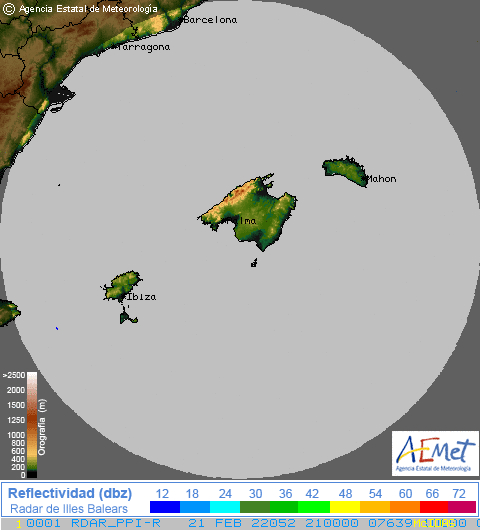 © Agencia Estatal de Meteorología
Barcelona
Tarragona
Mahon
lma
Ibiza
>2500
2000
1500
1000
800
600
400
200
0
Orografía (m)
AEMet
Agencia Estatal de Meteorología
Reflectividad (dbz)
Radar de Illes Balears
12 18 24 30 36 42 48 54 60 66 72
1 0001 RDAR_PPI-R 21 FEB 22052 210000 07639